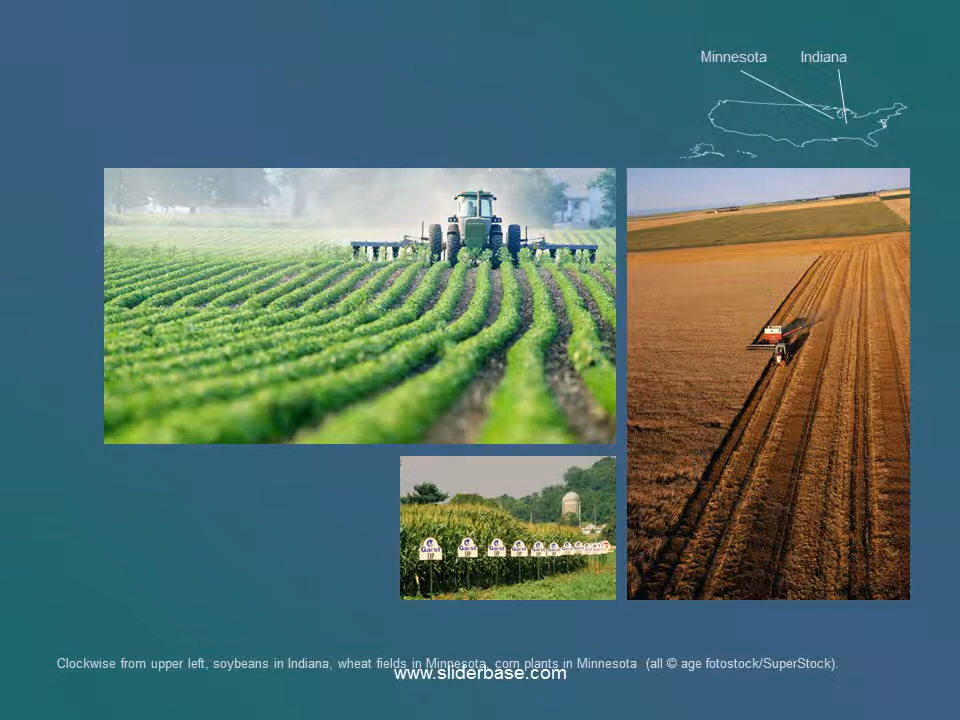 Minnesota Indiana
Garst
Garst
Garst
Garst
Clockwise from upper left, soybeans in Indiana, wheat fields in Minnesota, corn plants in Minnesota (all © age fotostock/SuperStock).
www.sliderbase.com